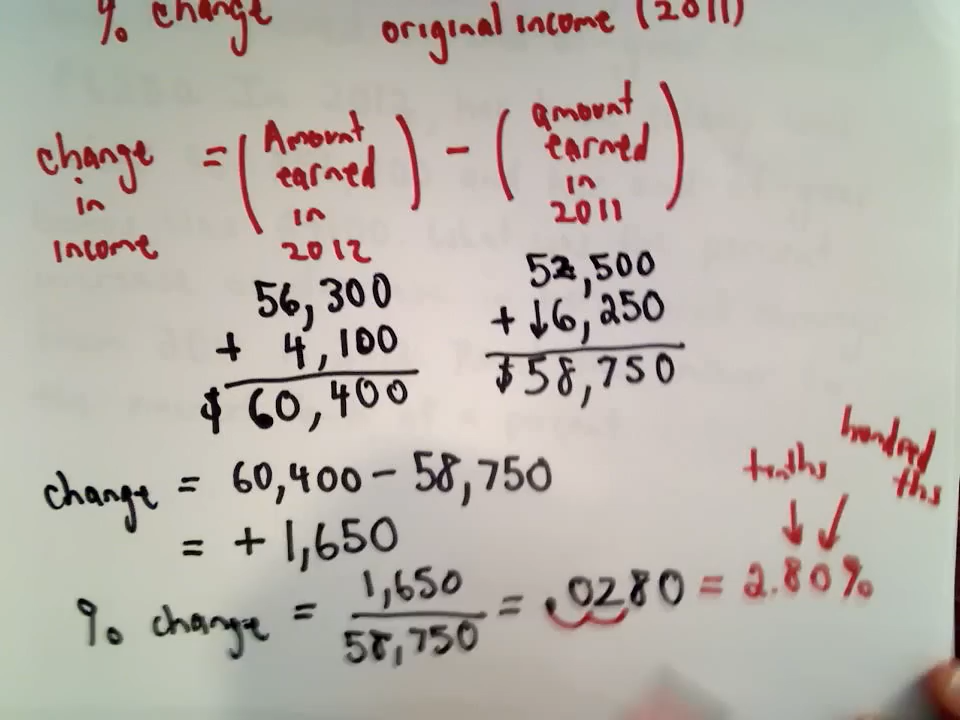 % change original income (2011)
change in income = ( Amount earned in 2012 ) - ( amount earned in 2011 )
56,300 52,500
+ 4,100 + 6,250
$ 60,400 $58,750
change = 60,400 - 58,750
= + 1,650
tenths hundredths
% change = 1,650 / 58,750 = .0280 = 2.80%